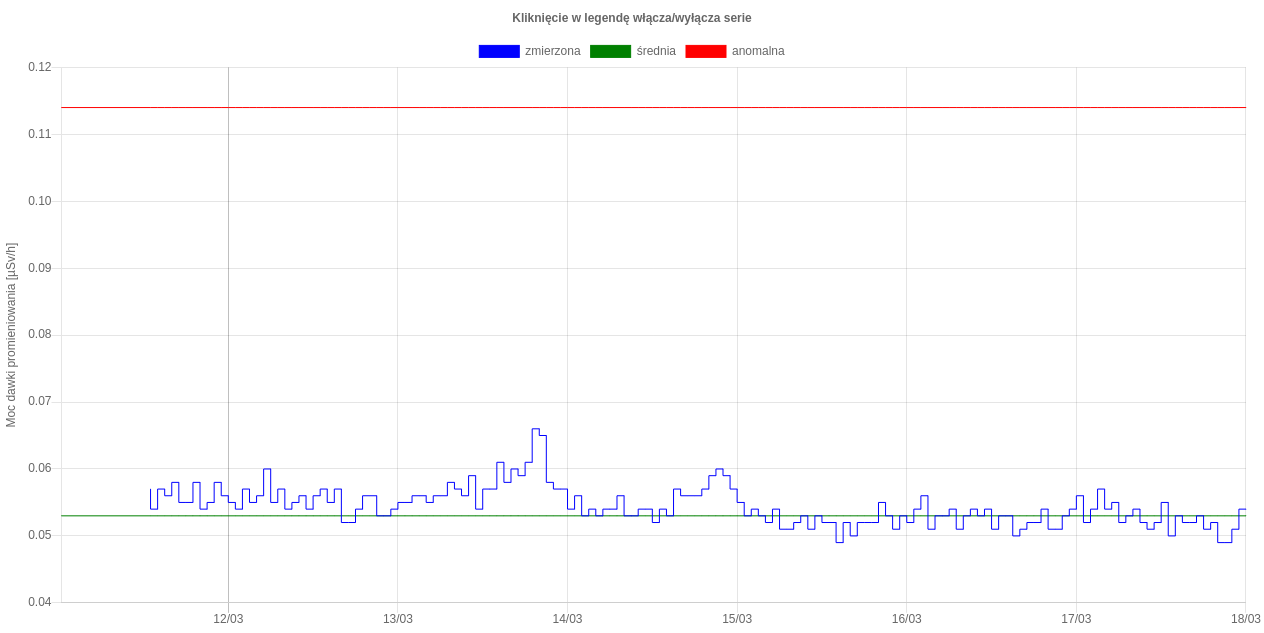 Kliknięcie w legendę włącza/wyłącza serie
zmierzona średnia anomalna
Moc dawki promieniowania [µSv/h]
0.12
0.11
0.10
0.09
0.08
0.07
0.06
0.05
0.04
12/03 13/03 14/03 15/03 16/03 17/03 18/03